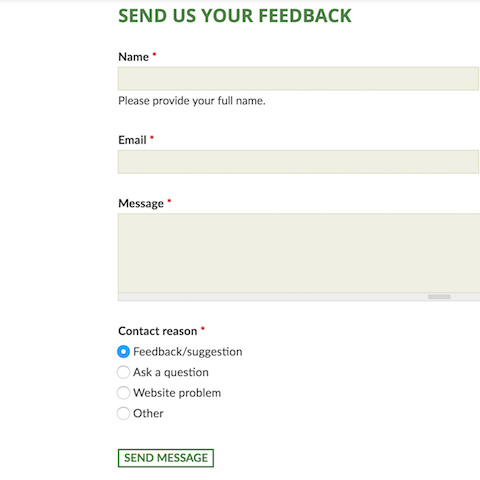 SEND US YOUR FEEDBACK
Name *
Please provide your full name.
Email *
Message *
Contact reason *
Feedback/suggestion
Ask a question
Website problem
Other
SEND MESSAGE